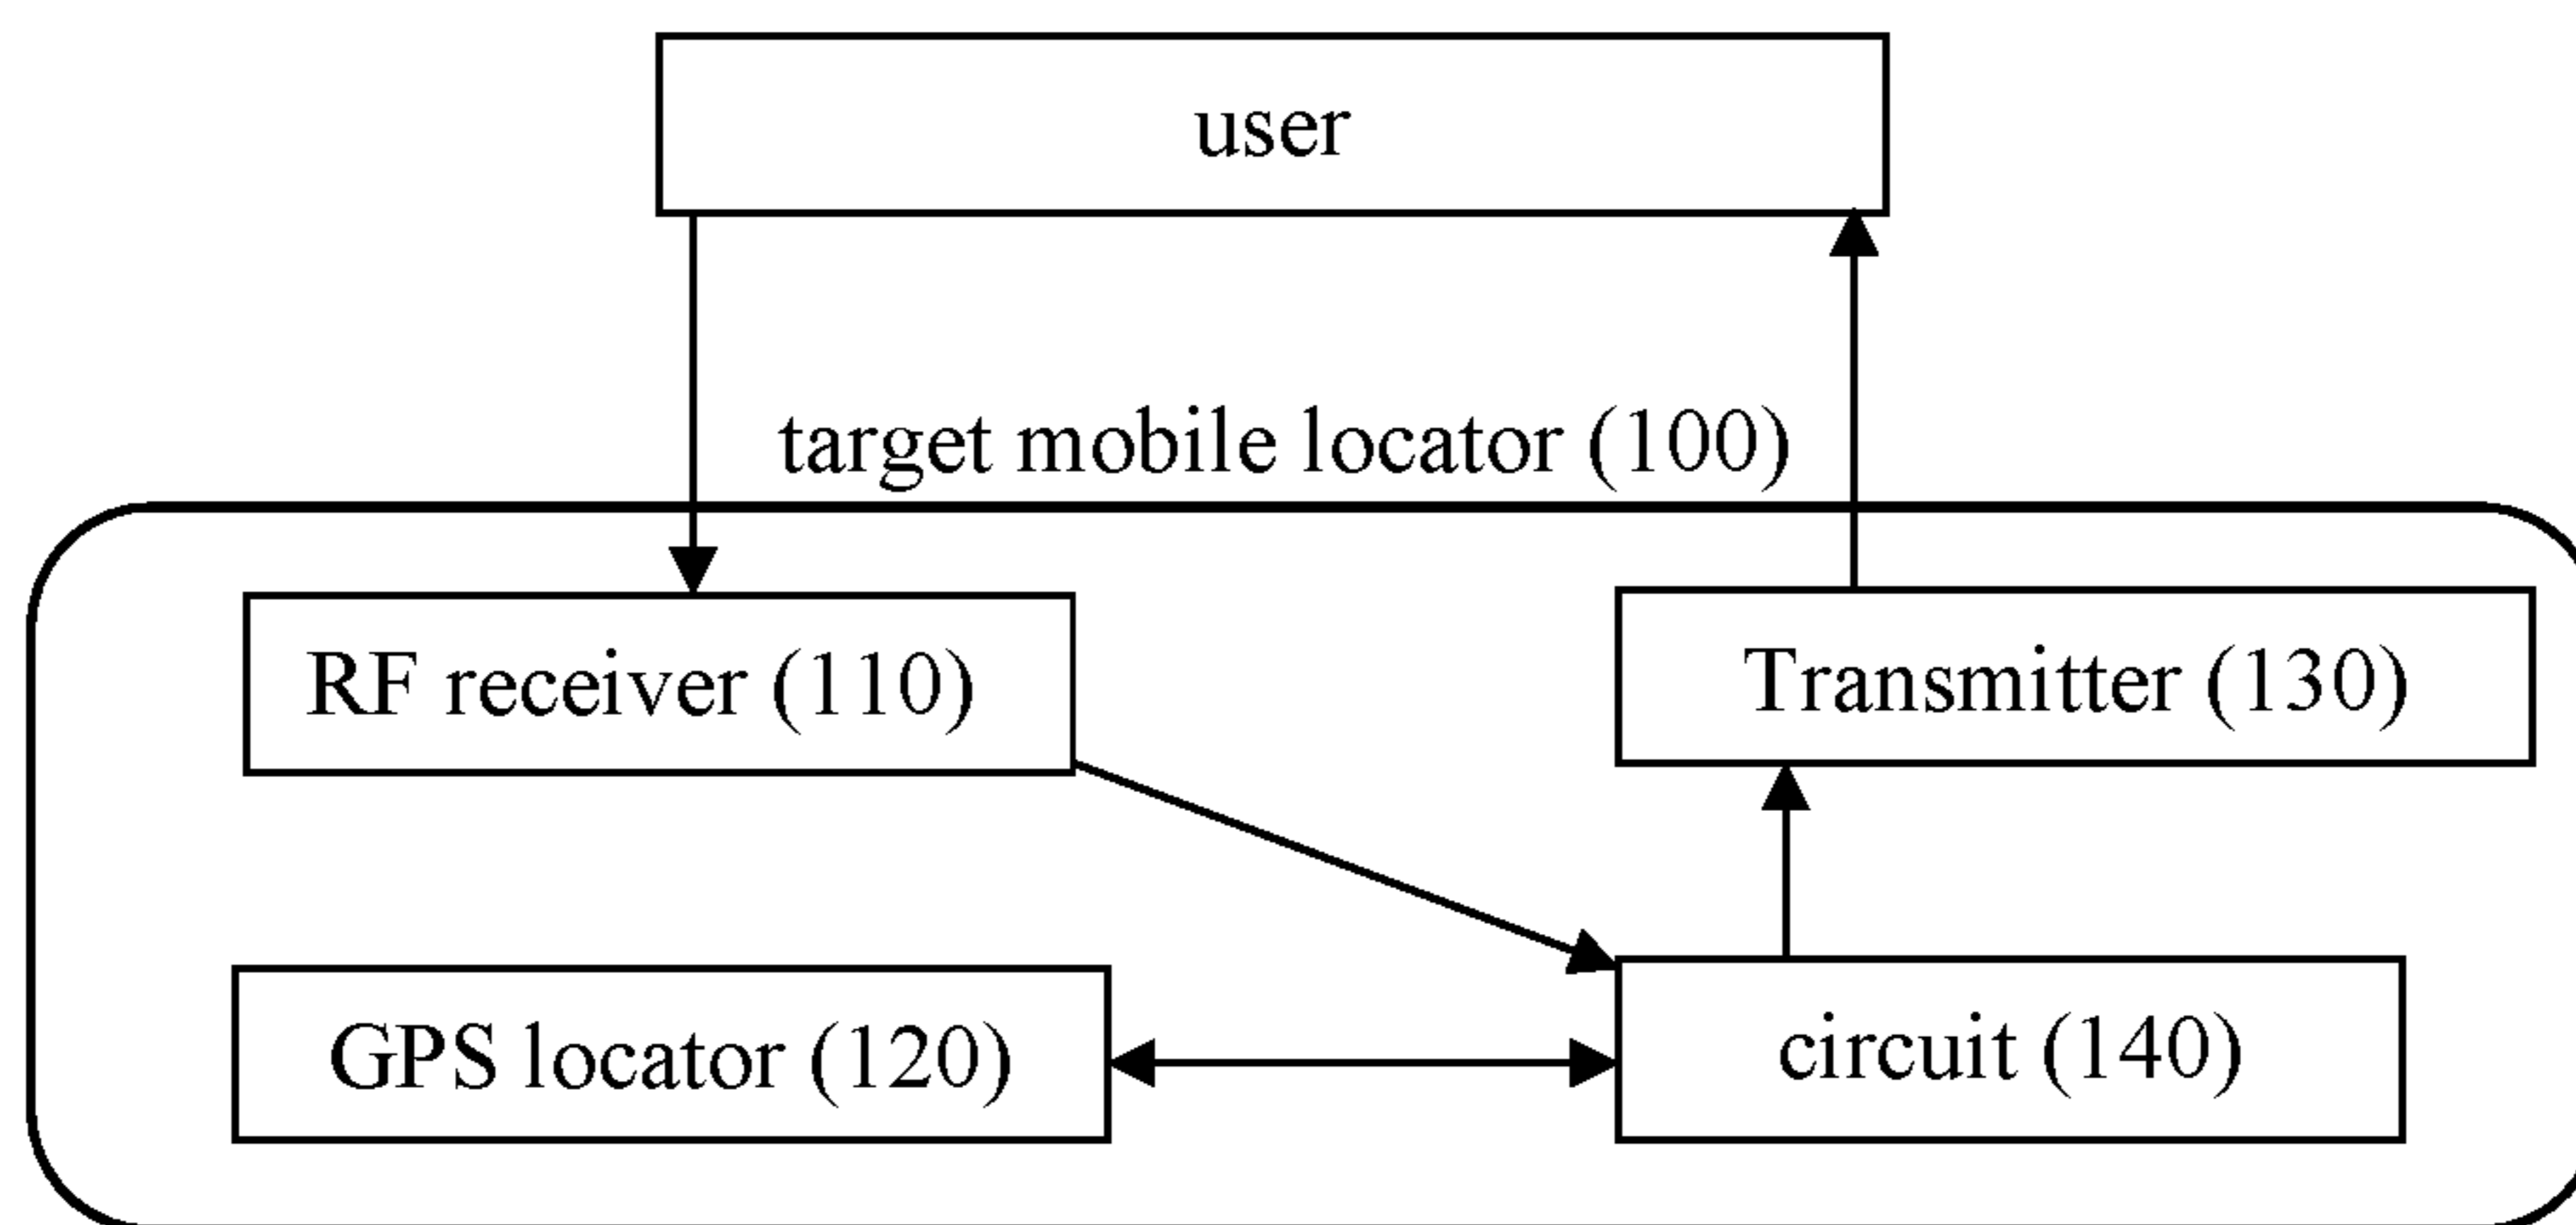 user
target mobile locator (100)
RF receiver (110)
Transmitter (130)
GPS locator (120)
circuit (140)